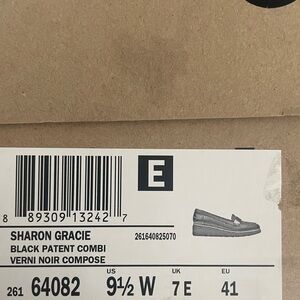 E
8 89309 13242 7
SHARON GRACIE 261640825070
BLACK PATENT COMBI
VERNI NOIR COMPOSE
US UK EU
261 64082 9½ W 7 E 41